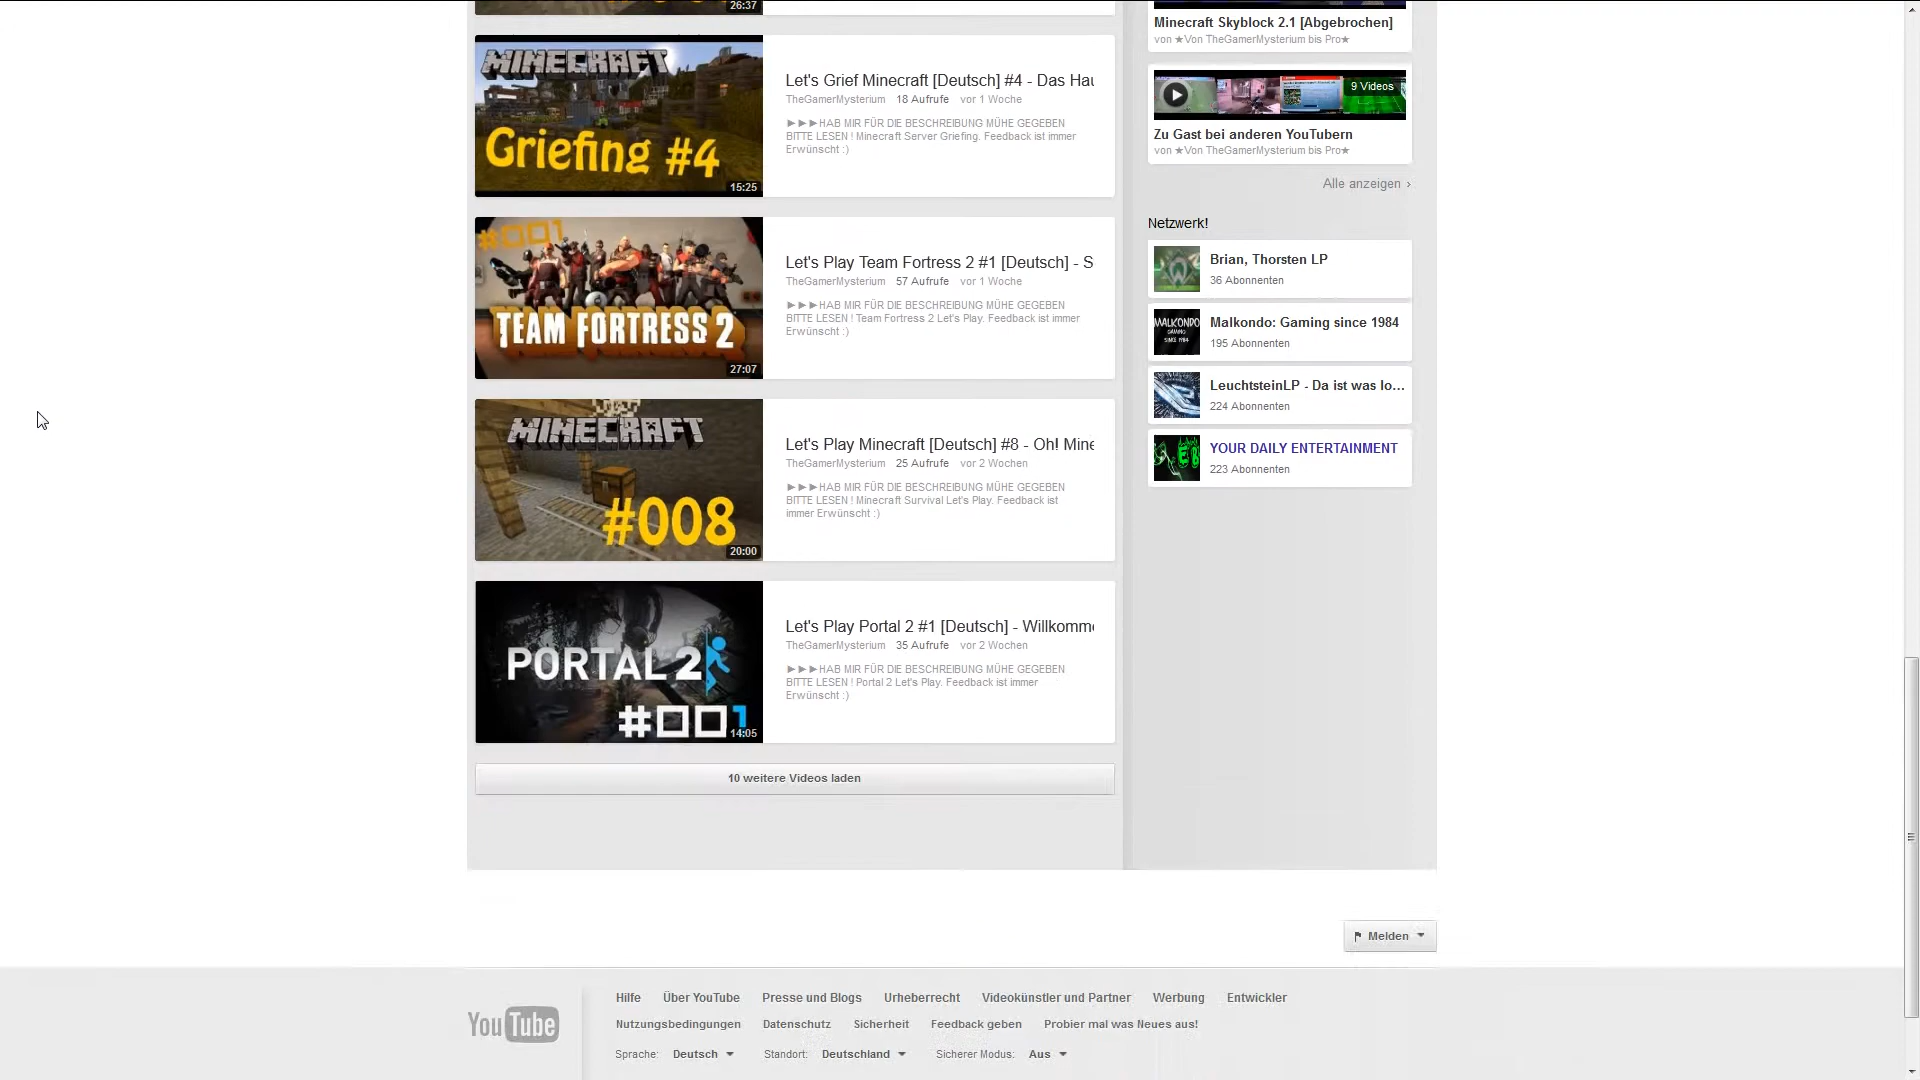 26:37
MINECRAFT
Griefing #4
15:25
Let's Grief Minecraft [Deutsch] #4 - Das Hau
TheGamerMysterium 18 Aufrufe vor 1 Woche
►►►HAB MIR FÜR DIE BESCHREIBUNG MÜHE GEGEBEN
BITTE LESEN ! Minecraft Server Griefing. Feedback ist immer
Erwünscht :)
#001
TEAM FORTRESS 2
27:07
Let's Play Team Fortress 2 #1 [Deutsch] - S
TheGamerMysterium 57 Aufrufe vor 1 Woche
►►►HAB MIR FÜR DIE BESCHREIBUNG MÜHE GEGEBEN
BITTE LESEN ! Team Fortress 2 Let's Play. Feedback ist immer
Erwünscht :)
MINECRAFT
#008
20:00
Let's Play Minecraft [Deutsch] #8 - Oh! Mine
TheGamerMysterium 25 Aufrufe vor 2 Wochen
►►►HAB MIR FÜR DIE BESCHREIBUNG MÜHE GEGEBEN
BITTE LESEN ! Minecraft Survival Let's Play. Feedback ist
immer Erwünscht :)
PORTAL 2
#001
14:05
Let's Play Portal 2 #1 [Deutsch] - Willkomme
TheGamerMysterium 35 Aufrufe vor 2 Wochen
►►►HAB MIR FÜR DIE BESCHREIBUNG MÜHE GEGEBEN
BITTE LESEN ! Portal 2 Let's Play. Feedback ist immer
Erwünscht :)
10 weitere Videos laden
Minecraft Skyblock 2.1 [Abgebrochen]
von ★Von TheGamerMysterium bis Pro★
9 Videos
Zu Gast bei anderen YouTubern
von ★Von TheGamerMysterium bis Pro★
Alle anzeigen ›
Netzwerk!
Brian, Thorsten LP
36 Abonnenten
MALKONDO
GAMING
SINCE 1984
Malkondo: Gaming since 1984
195 Abonnenten
LeuchtsteinLP - Da ist was lo...
224 Abonnenten
YOUR DAILY ENTERTAINMENT
223 Abonnenten
Melden
YouTube
Hilfe Über YouTube Presse und Blogs Urheberrecht Videokünstler und Partner Werbung Entwickler
Nutzungsbedingungen Datenschutz Sicherheit Feedback geben Probier mal was Neues aus!
Sprache: Deutsch Standort: Deutschland Sicherer Modus: Aus